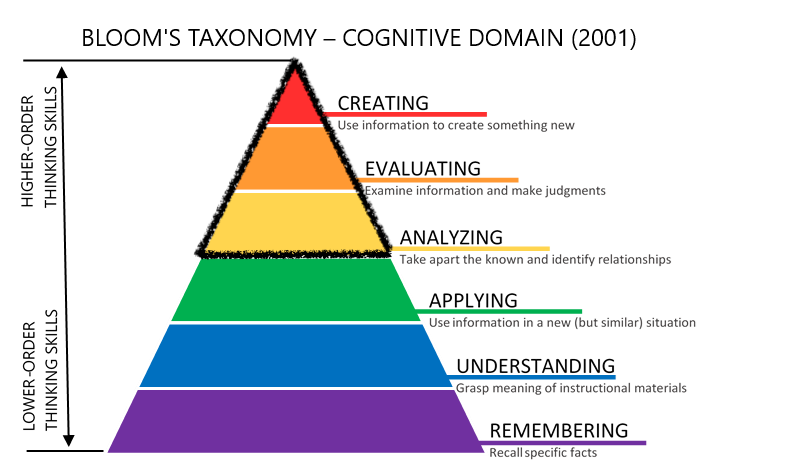 BLOOM'S TAXONOMY – COGNITIVE DOMAIN (2001)
HIGHER-ORDER
THINKING SKILLS
CREATING
Use information to create something new
EVALUATING
Examine information and make judgments
ANALYZING
Take apart the known and identify relationships
APPLYING
Use information in a new (but similar) situation
LOWER-ORDER
THINKING SKILLS
UNDERSTANDING
Grasp meaning of instructional materials
REMEMBERING
Recall specific facts